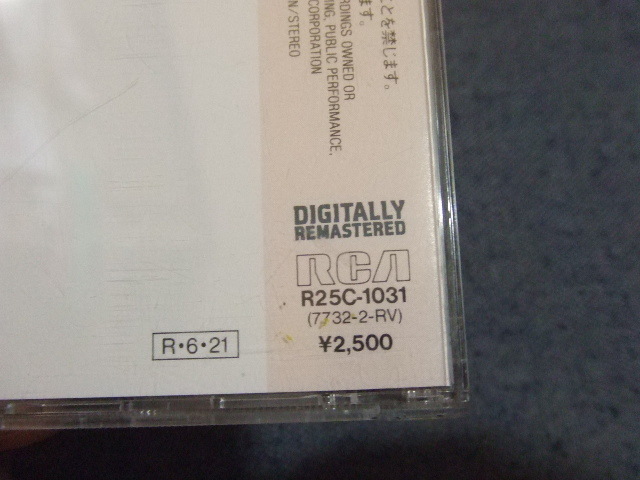 ことを禁じます。
ます。
RDINGS OWNED OR
ING, PUBLIC PERFORMANCE,
CORPORATION
N/STEREO
DIGITALLY
REMASTERED
RCA
R25C-1031
(7732-2-RV)
¥2,500
R・6・21